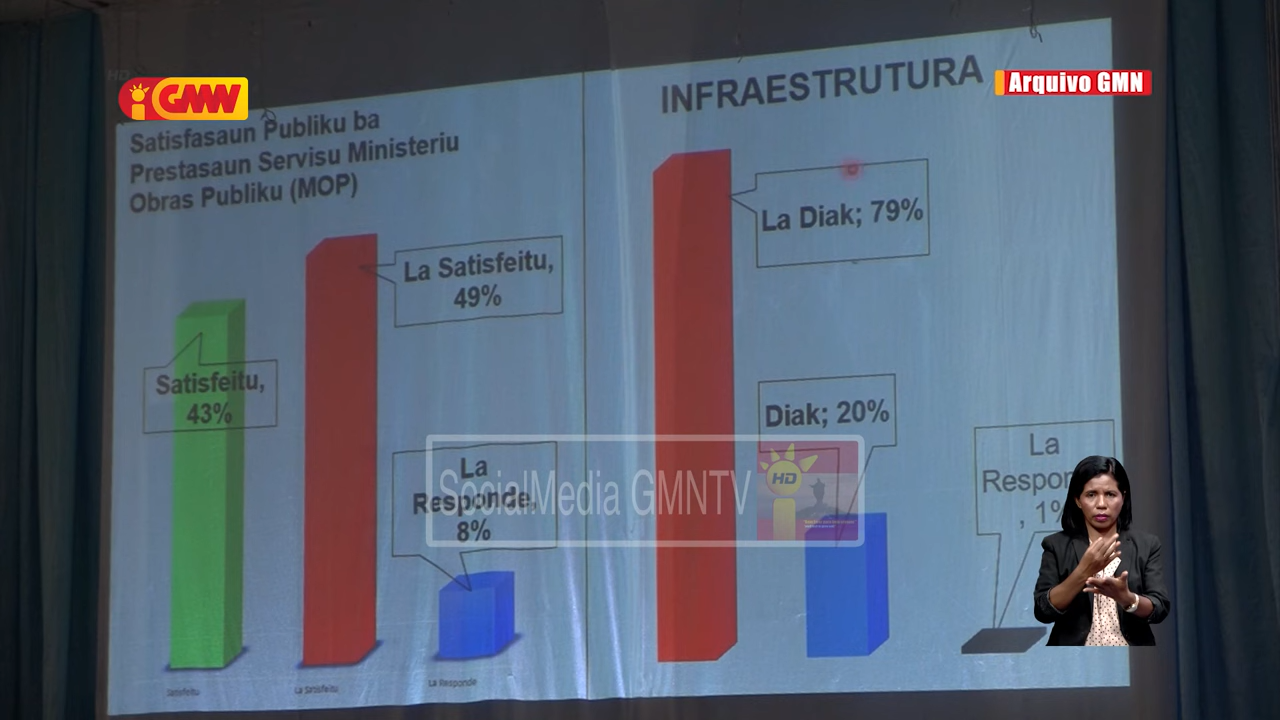 HD
GMN
Arquivo GMN
Satisfasaun Publiku ba
Prestasaun Servisu Ministeriu
Obras Publiku (MOP)
La Satisfeitu,
49%
Satisfeitu,
43%
La
Responde,
8%
Satisfeitu
La Satisfeitu
La Responde
INFRAESTRUTURA
La Diak; 79%
Diak; 20%
La
, 1%
SocialMedia GMNTV
HD